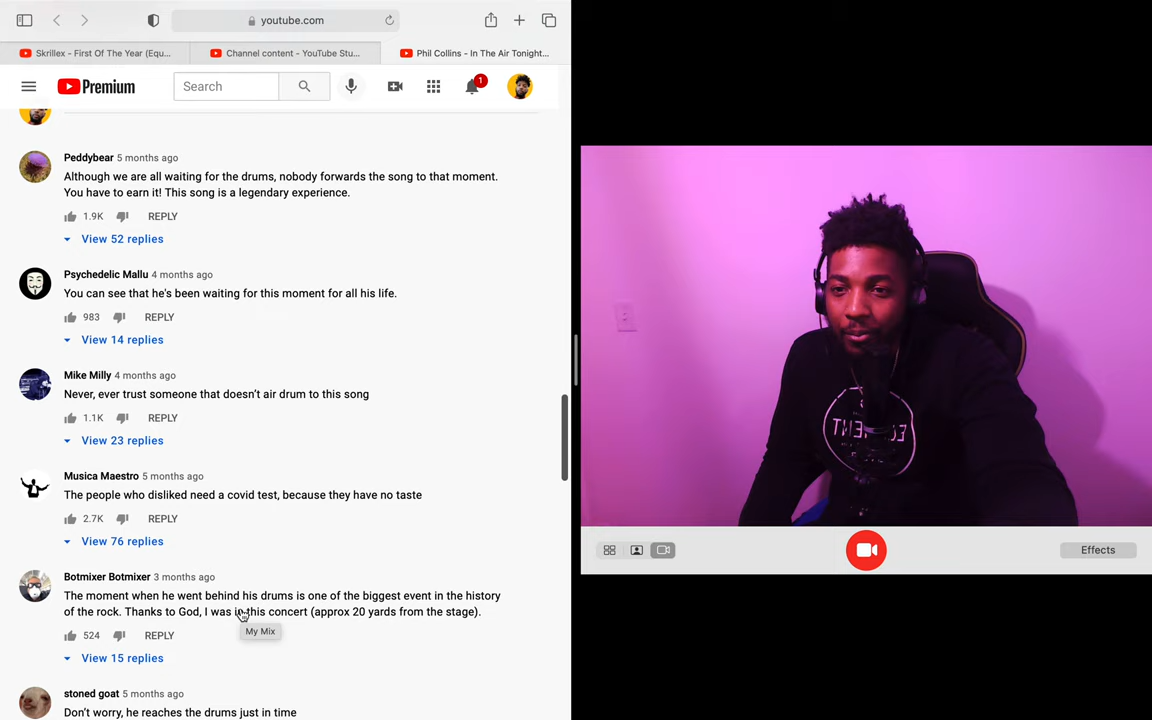 youtube.com
Skrillex - First Of The Year (Equ...
Channel content - YouTube Stu...
Phil Collins - In The Air Tonight...
Premium
Search
1
Peddybear 5 months ago
Although we are all waiting for the drums, nobody forwards the song to that moment.
You have to earn it! This song is a legendary experience.
1.9K REPLY
View 52 replies
Psychedelic Mallu 4 months ago
You can see that he's been waiting for this moment for all his life.
983 REPLY
View 14 replies
Mike Milly 4 months ago
Never, ever trust someone that doesn't air drum to this song
1.1K REPLY
View 23 replies
Musica Maestro 5 months ago
The people who disliked need a covid test, because they have no taste
2.7K REPLY
View 76 replies
Botmixer Botmixer 3 months ago
The moment when he went behind his drums is one of the biggest event in the history
of the rock. Thanks to God, I was in this concert (approx 20 yards from the stage).
My Mix
524 REPLY
View 15 replies
stoned goat 5 months ago
Don't worry, he reaches the drums just in time
Effects